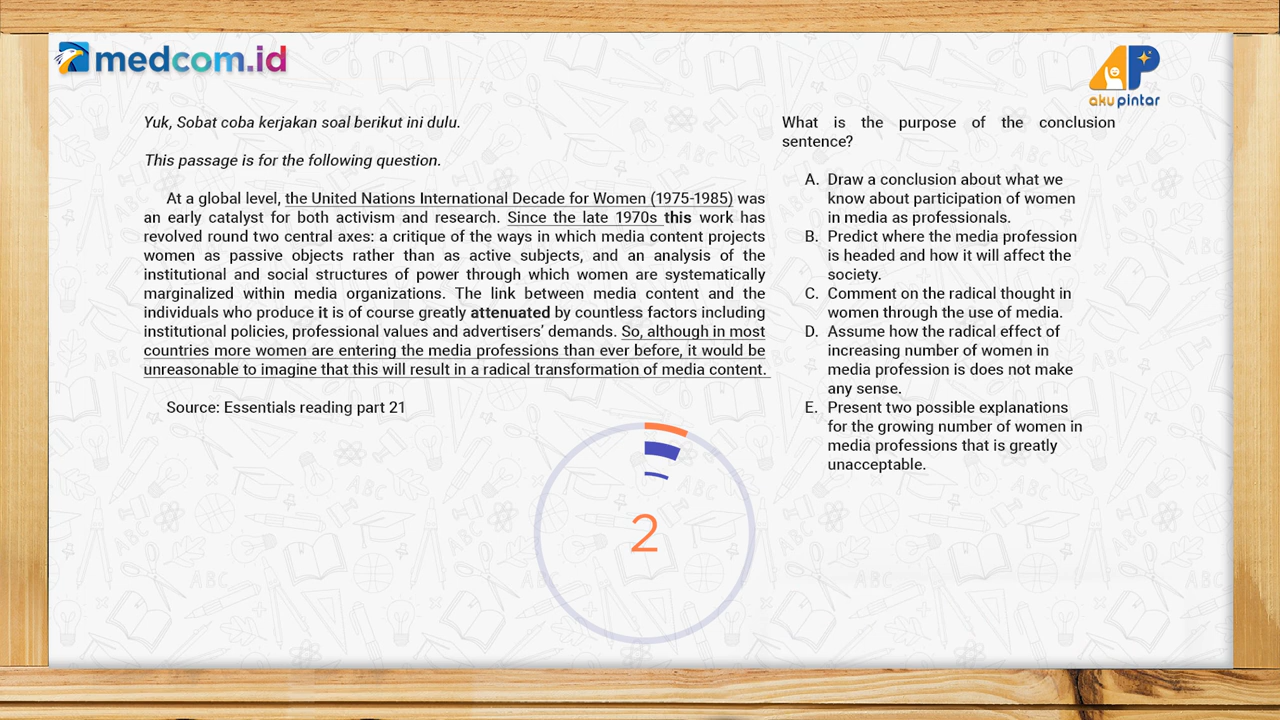 medcom.id
aku pintar
Yuk, Sobat coba kerjakan soal berikut ini dulu.
This passage is for the following question.
At a global level, the United Nations International Decade for Women (1975-1985) was
an early catalyst for both activism and research. Since the late 1970s this work has
revolved round two central axes: a critique of the ways in which media content projects
women as passive objects rather than as active subjects, and an analysis of the
institutional and social structures of power through which women are systematically
marginalized within media organizations. The link between media content and the
individuals who produce it is of course greatly attenuated by countless factors including
institutional policies, professional values and advertisers' demands. So, although in most
countries more women are entering the media professions than ever before, it would be
unreasonable to imagine that this will result in a radical transformation of media content.
Source: Essentials reading part 21
2
What is the purpose of the conclusion
sentence?
A. Draw a conclusion about what we
know about participation of women
in media as professionals.
B. Predict where the media profession
is headed and how it will affect the
society.
C. Comment on the radical thought in
women through the use of media.
D. Assume how the radical effect of
increasing number of women in
media profession is does not make
any sense.
E. Present two possible explanations
for the growing number of women in
media professions that is greatly
unacceptable.